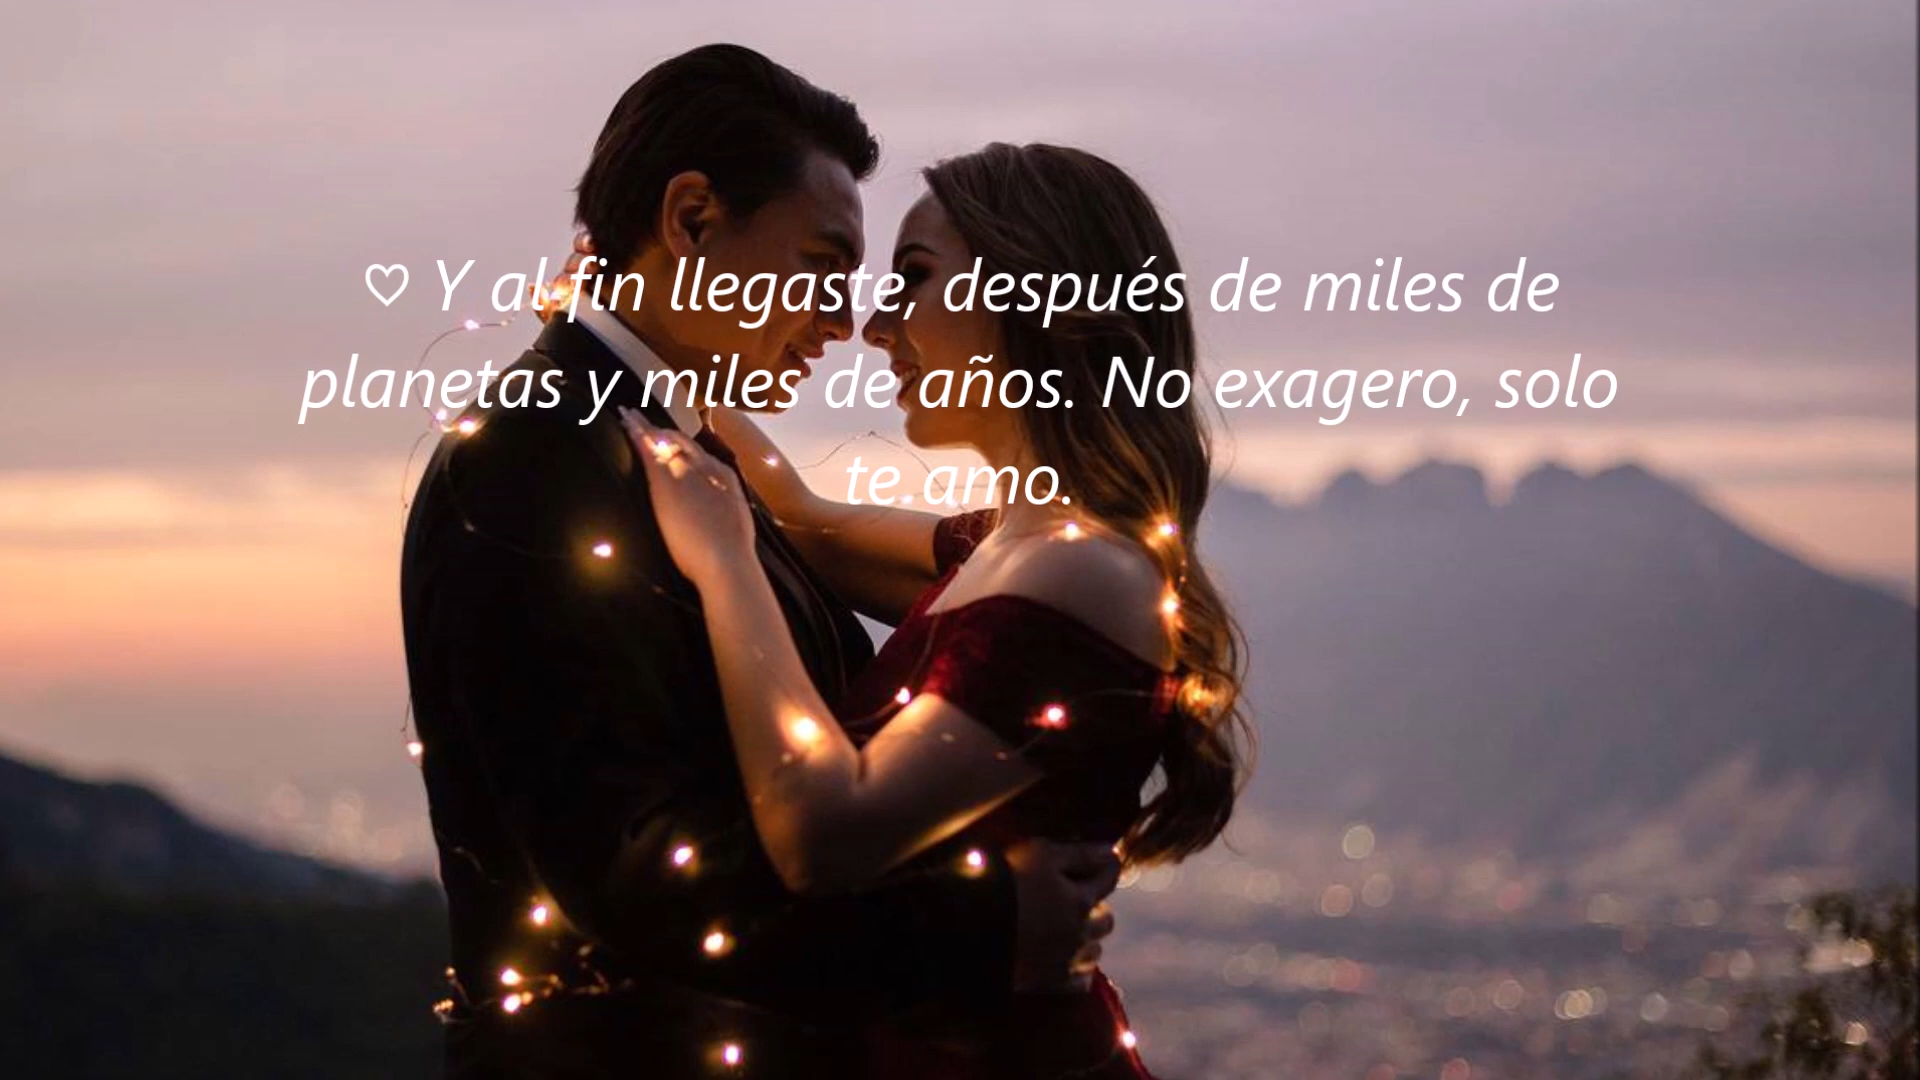 ♡ Y al fin llegaste, después de miles de
planetas y miles de años. No exagero, solo
te amo.